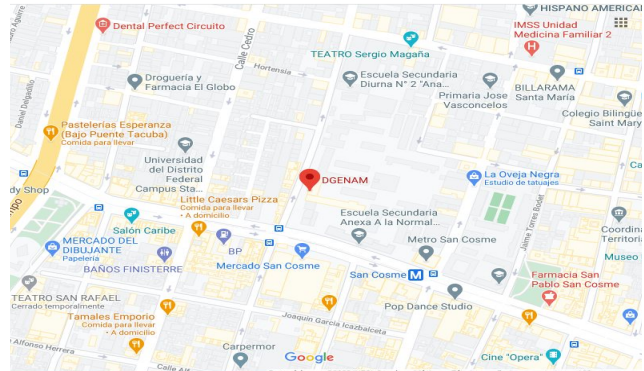 HISPANO AMERICA
Dental Perfect Circuito
IMSS Unidad
Medicina Familiar 2
Calle Cedro
TEATRO Sergio Magaña
Hortensia
Droguería y
Farmacia El Globo
Escuela Secundaria
Diurna N° 2 "Ana...
BILLARAMA
Santa María
Primaria Jose
Vasconcelos
Daniel Delgadillo
Colegio Bilingüe
Saint Mary
Pastelerías Esperanza
(Bajo Puente Tacuba)
Comida para llevar
Universidad
del Distrito
Federal
Campus Sta...
DGENAM
La Oveja Negra
Estudio de tatuajes
Ca
dy Shop
Little Caesars Pizza
Comida para llevar
· A domicilio
Escuela Secundaria
Anexa A la Normal...
Jaime Torres Bodet
Salón Caribe
Coordina
Territoria
MERCADO DEL
DIBUJANTE
Papelería
BP
Metro San Cosme
Museo
BAÑOS FINISTERRE
Mercado San Cosme
San Cosme
M
Farmacia San
Pablo San Cosme
TEATRO SAN RAFAEL
Cerrado temporalmente
Pop Dance Studio
Tamales Emporio
Comida para llevar
· A domicilio
Joaquín García Icazbalceta
Alfonso Herrera
Carpermor
Google
Cine "Opera"
Calle Alf